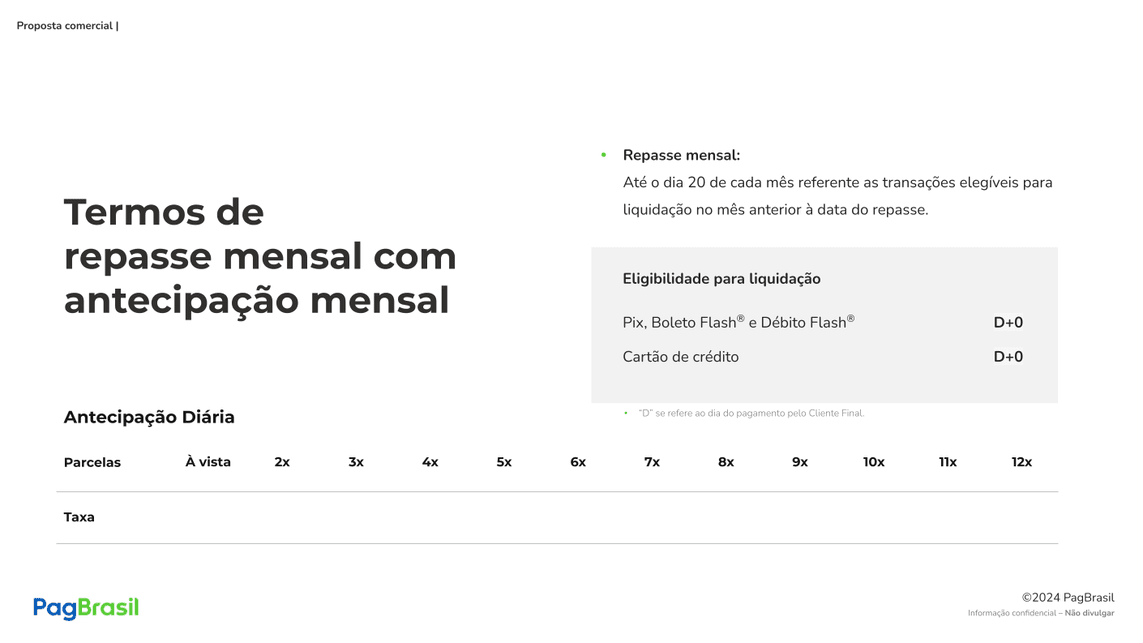 Proposta comercial |
Termos de
repasse mensal com
antecipação mensal
• Repasse mensal:
Até o dia 20 de cada mês referente as transações elegíveis para
liquidação no mês anterior à data do repasse.
Eligibilidade para liquidação
Pix, Boleto Flash® e Débito Flash® D+0
Cartão de crédito D+0
• “D” se refere ao dia do pagamento pelo Cliente Final.
Antecipação Diária
Parcelas À vista 2x 3x 4x 5x 6x 7x 8x 9x 10x 11x 12x
Taxa
PagBrasil
©2024 PagBrasil
Informação confidencial – Não divulgar